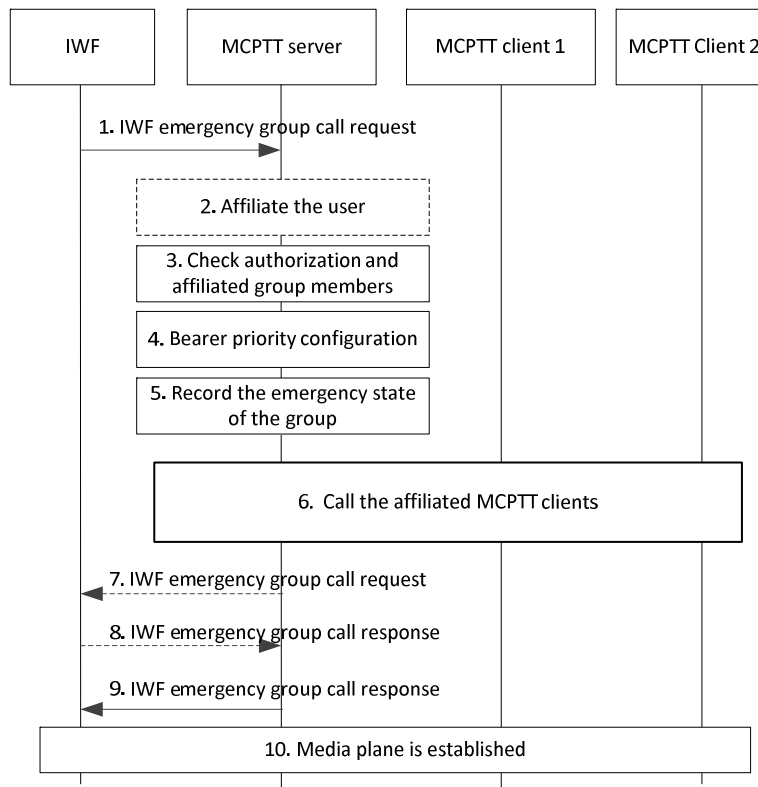 IWF
MCPTT server
MCPTT client 1
MCPTT Client 2
1. IWF emergency group call request
2. Affiliate the user
3. Check authorization and
affiliated group members
4. Bearer priority configuration
5. Record the emergency state
of the group
6. Call the affiliated MCPTT clients
7. IWF emergency group call request
8. IWF emergency group call response
9. IWF emergency group call response
10. Media plane is established